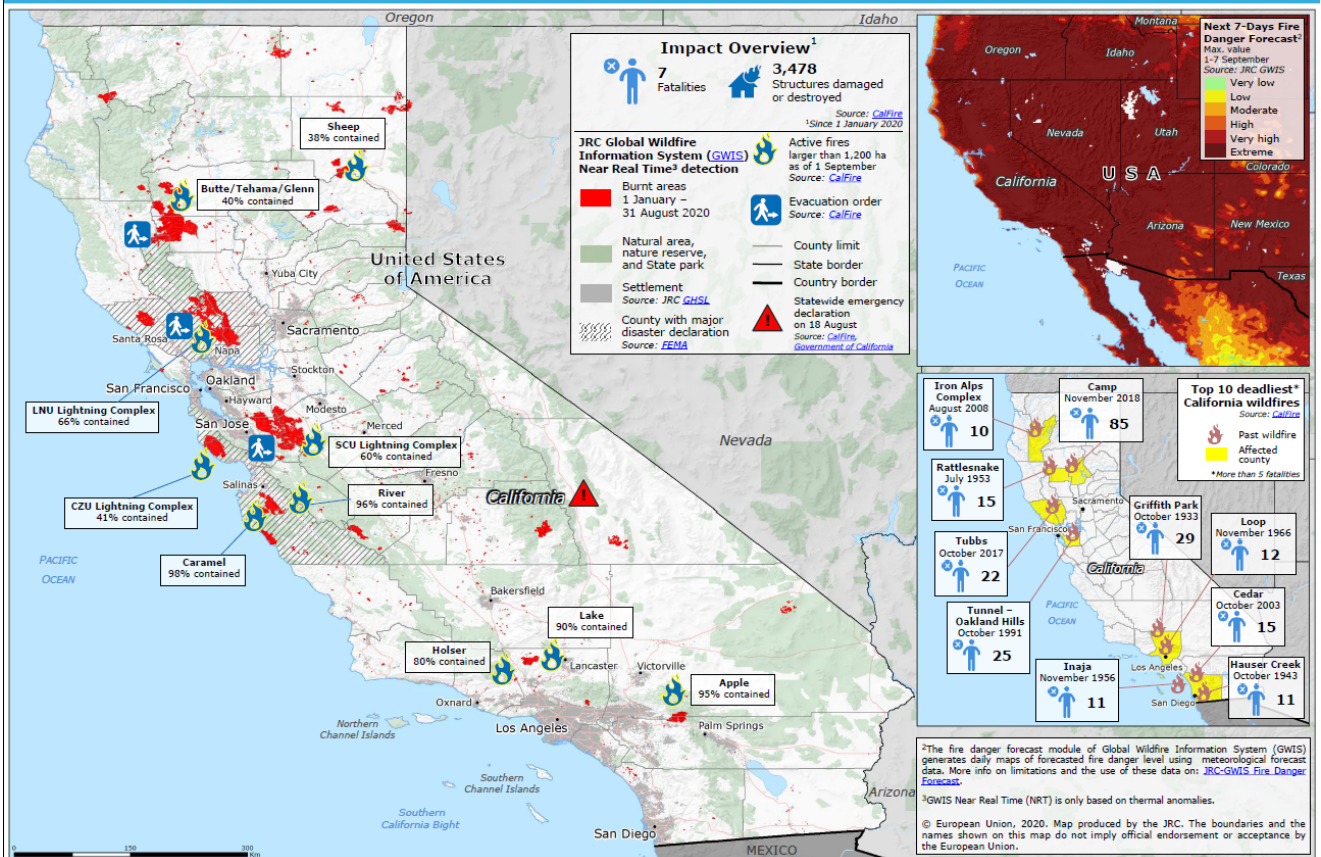 Oregon
Idaho
Impact Overview1
7
Fatalities
3,478
Structures damaged
or destroyed
Source: CalFire
1Since 1 January 2020
JRC Global Wildfire
Information System (GWIS)
Near Real Time3 detection
Burnt areas
1 January –
31 August 2020
Natural area,
nature reserve,
and State park
Settlement
Source: JRC GHSL
County with major
disaster declaration
Source: FEMA
Active fires
larger than 1,200 ha
as of 1 September
Source: CalFire
Evacuation order
Source: CalFire
County limit
State border
Country border
Statewide emergency
declaration
on 18 August
Source: CalFire,
Government of California
Sheep
38% contained
Butte/Tehama/Glenn
40% contained
Yuba City
United States
of America
Sacramento
Santa Rosa
Napa
Stockton
San Francisco
Oakland
Hayward
Modesto
LNU Lightning Complex
66% contained
San Jose
Merced
SCU Lightning Complex
60% contained
Nevada
Fresno
Salinas
River
96% contained
California
CZU Lightning Complex
41% contained
PACIFIC
OCEAN
Caramel
98% contained
Bakersfield
Lake
90% contained
Holser
80% contained
Lancaster
Victorville
Apple
95% contained
Oxnard
Palm Springs
Northern
Channel Islands
Los Angeles
Southern
Channel Islands
Arizona
Southern
California Bight
San Diego
MEXICO
0
150
300
Km
Montana
Oregon
Idaho
Nevada
Utah
California
USA
Colorado
Arizona
New Mexico
PACIFIC
OCEAN
Texas
Next 7-Days Fire
Danger Forecast2
Max. value
1-7 September
Source: JRC GWIS
Very low
Low
Moderate
High
Very high
Extreme
Iron Alps
Complex
August 2008
10
Camp
November 2018
85
Top 10 deadliest*
California wildfires
Source: CalFire
Past wildfire
Affected
county
*More than 5 fatalities
Rattlesnake
July 1953
15
Sacramento
Griffith Park
October 1933
29
San Francisco
Loop
November 1966
12
Tubbs
October 2017
22
California
Cedar
October 2003
15
PACIFIC
OCEAN
Tunnel –
Oakland Hills
October 1991
25
Los Angeles
Inaja
November 1956
11
Hauser Creek
October 1943
11
San Diego
2The fire danger forecast module of Global Wildfire Information System (GWIS)
generates daily maps of forecasted fire danger level using meteorological forecast
data. More info on limitations and the use of these data on: JRC-GWIS Fire Danger
Forecast.
3GWIS Near Real Time (NRT) is only based on thermal anomalies.
© European Union, 2020. Map produced by the JRC. The boundaries and the
names shown on this map do not imply official endorsement or acceptance by
the European Union.